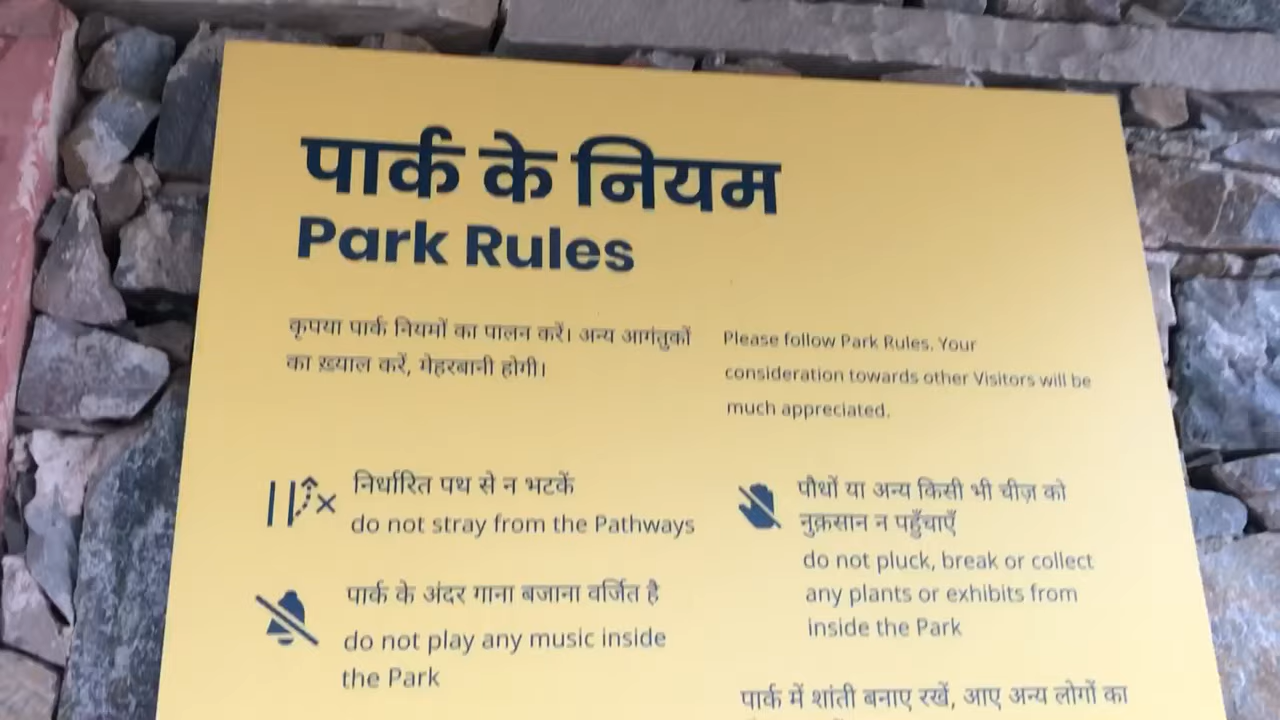 पार्क के नियम
Park Rules
कृपया पार्क नियमों का पालन करें। अन्य आगंतुकों
का ख़्याल करें, मेहरबानी होगी।
Please follow Park Rules. Your
consideration towards other Visitors will be
much appreciated.
निर्धारित पथ से न भटकें
do not stray from the Pathways
पार्क के अंदर गाना बजाना वर्जित है
do not play any music inside
the Park
पौधों या अन्य किसी भी चीज़ को
नुक़सान न पहुँचाएँ
do not pluck, break or collect
any plants or exhibits from
inside the Park
पार्क में शांती बनाए रखें, आए अन्य लोगों का